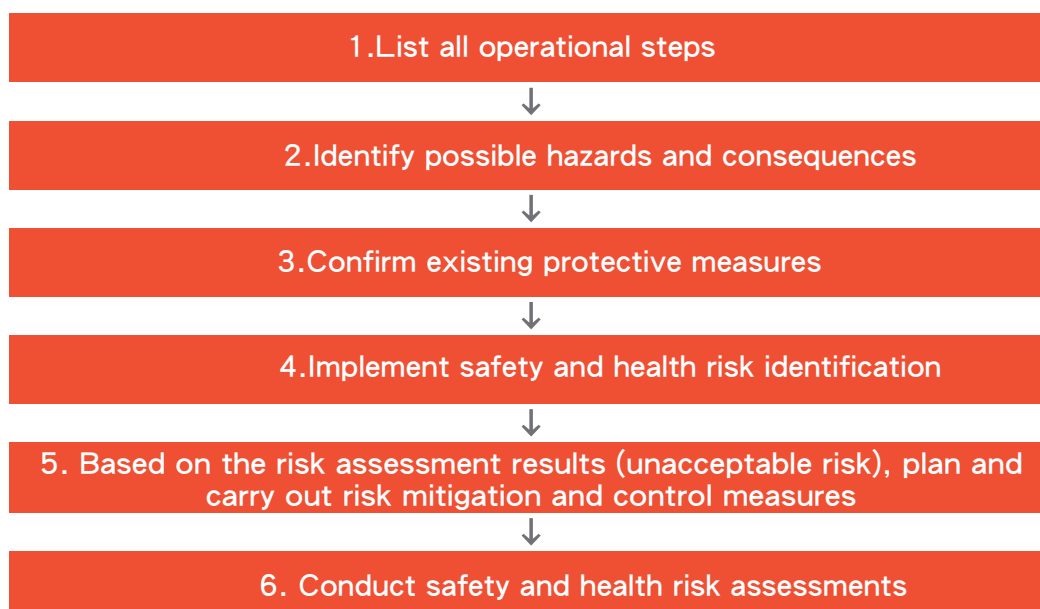 1.List all operational steps
2.Identify possible hazards and consequences
3.Confirm existing protective measures
4.Implement safety and health risk identification
5. Based on the risk assessment results (unacceptable risk), plan and
carry out risk mitigation and control measures
6. Conduct safety and health risk assessments